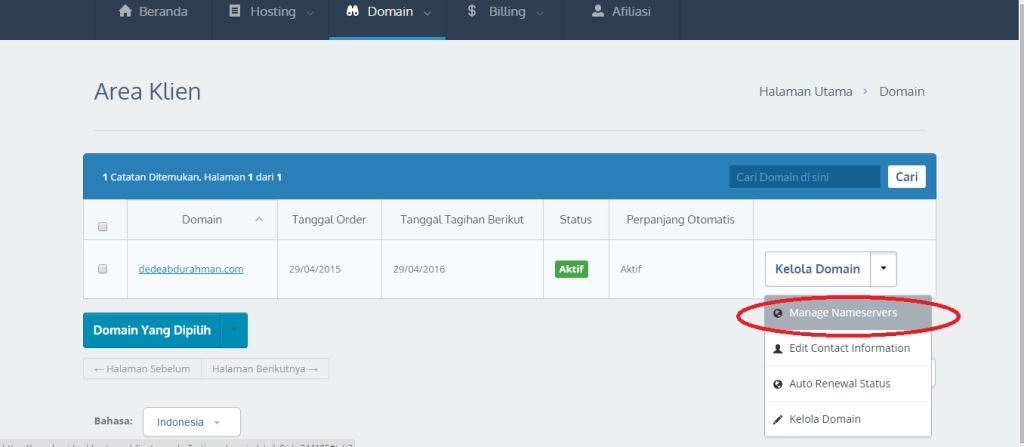 Beranda Hosting Domain Billing Afiliasi
Area Klien
Halaman Utama > Domain
1 Catatan Ditemukan, Halaman 1 dari 1
Cari Domain di sini
Cari
Domain Tanggal Order Tanggal Tagihan Berikut Status Perpanjang Otomatis
dedeabdurahman.com 29/04/2015 29/04/2016 Aktif Aktif
Kelola Domain
Manage Nameservers
Edit Contact Information
Auto Renewal Status
Kelola Domain
Domain Yang Dipilih
← Halaman Sebelum Halaman Berikutnya →
Bahasa: Indonesia